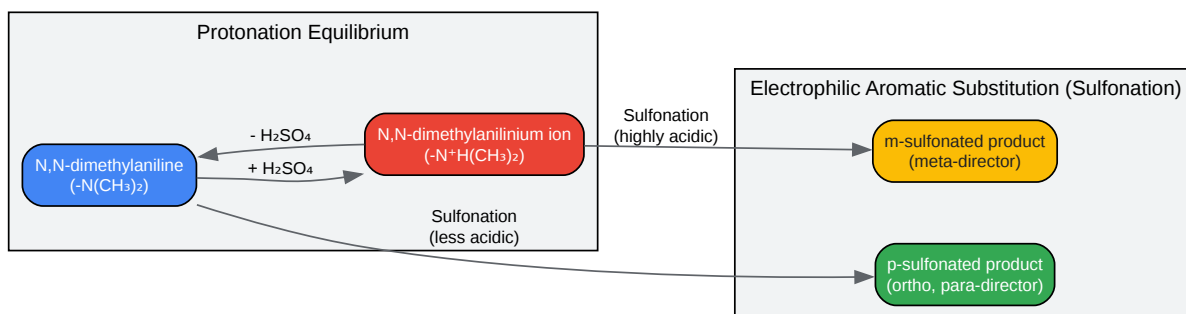 Protonation Equilibrium
N,N-dimethylaniline
(-N(CH₃)₂)
- H₂SO₄
+ H₂SO₄
N,N-dimethylanilinium ion
(-N⁺H(CH₃)₂)
Sulfonation
(highly acidic)
Sulfonation
(less acidic)
Electrophilic Aromatic Substitution (Sulfonation)
m-sulfonated product
(meta-director)
p-sulfonated product
(ortho, para-director)